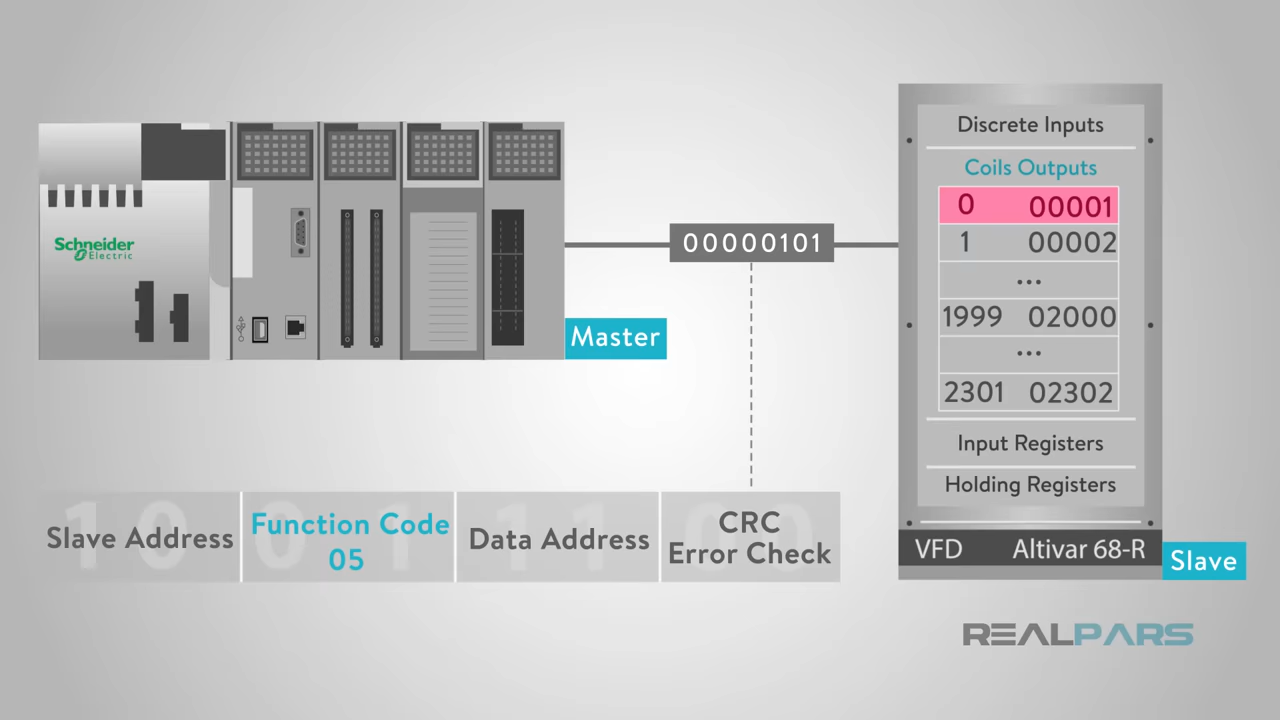 Schneider
Electric
Master
00000101
Discrete Inputs
Coils Outputs
0 00001
1 00002
...
1999 02000
...
2301 02302
Input Registers
Holding Registers
VFD Altivar 68-R
Slave
Slave Address
Function Code
05
Data Address
CRC
Error Check
REALPARS